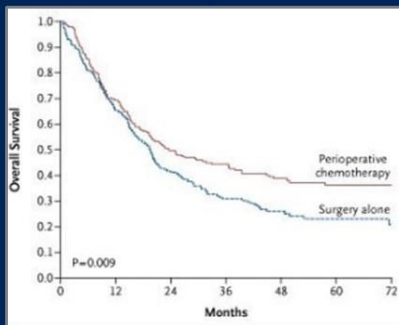 1.0
0.9
0.8
0.7
0.6
0.5
0.4
0.3
0.2
0.1
0.0
Overall Survival
Perioperative
chemotherapy
Surgery alone
P=0.009
0 12 24 36 48 60 72
Months